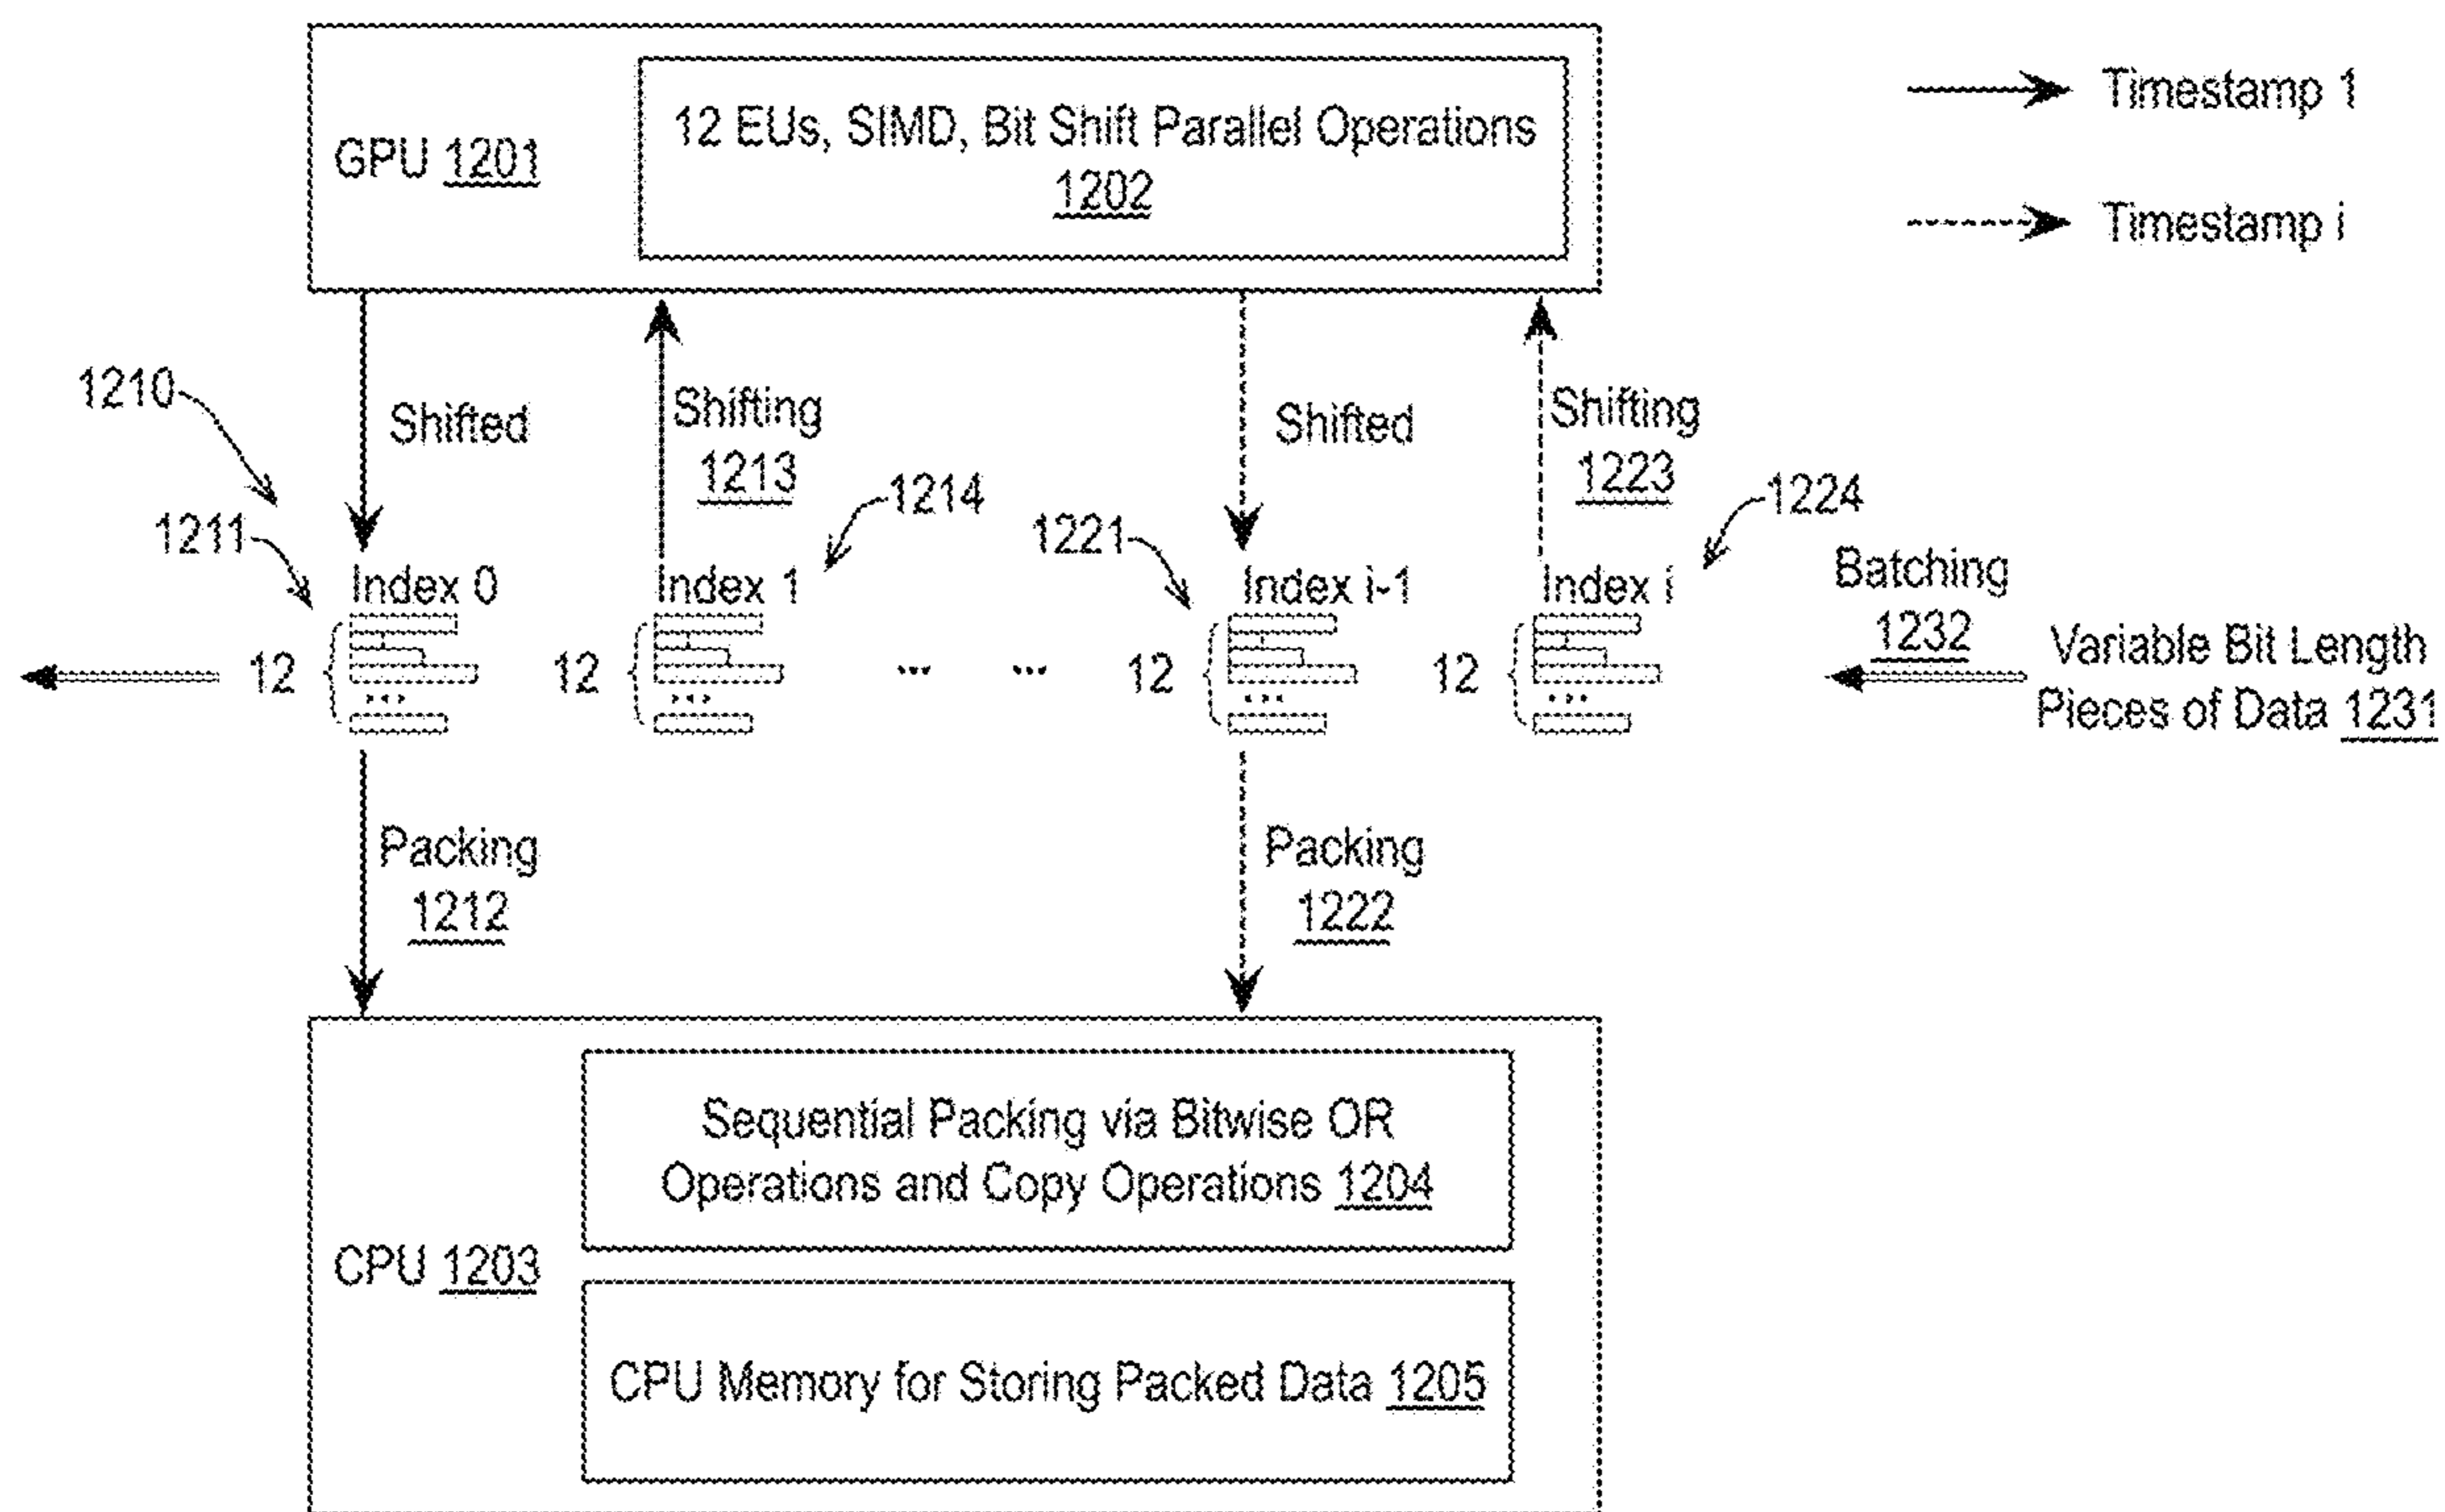 12 EUs, SIMD, Bit Shift Parallel Operations
1202
GPU 1201
Timestamp 1
Timestamp i
1210
Shifted
Shifting
1213
Shifted
Shifting
1223
1211
1214
1221
1224
Index 0
Index 1
Index i-1
Index i
Batching
1232
12
12
... ...
12
12
Variable Bit Length
Pieces of Data 1231
Packing
1212
Packing
1222
Sequential Packing via Bitwise OR
Operations and Copy Operations 1204
CPU 1203
CPU Memory for Storing Packed Data 1205